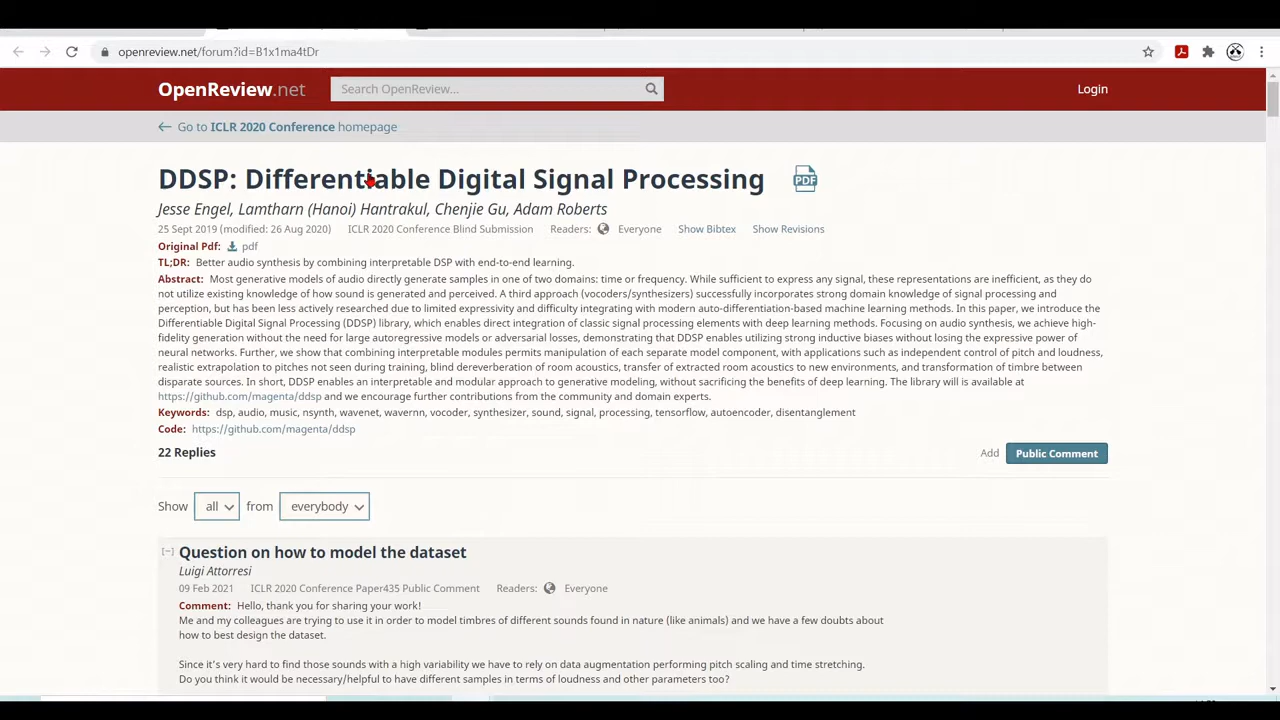 openreview.net/forum?id=B1x1ma4tDr
OpenReview.net
Search OpenReview...
Login
← Go to ICLR 2020 Conference homepage
DDSP: Differentiable Digital Signal Processing
PDF
Jesse Engel, Lamtharn (Hanoi) Hantrakul, Chenjie Gu, Adam Roberts
25 Sept 2019 (modified: 26 Aug 2020) ICLR 2020 Conference Blind Submission Readers: Everyone Show Bibtex Show Revisions
Original Pdf: pdf
TL;DR: Better audio synthesis by combining interpretable DSP with end-to-end learning.
Abstract: Most generative models of audio directly generate samples in one of two domains: time or frequency. While sufficient to express any signal, these representations are inefficient, as they do
not utilize existing knowledge of how sound is generated and perceived. A third approach (vocoders/synthesizers) successfully incorporates strong domain knowledge of signal processing and
perception, but has been less actively researched due to limited expressivity and difficulty integrating with modern auto-differentiation-based machine learning methods. In this paper, we introduce the
Differentiable Digital Signal Processing (DDSP) library, which enables direct integration of classic signal processing elements with deep learning methods. Focusing on audio synthesis, we achieve high-
fidelity generation without the need for large autoregressive models or adversarial losses, demonstrating that DDSP enables utilizing strong inductive biases without losing the expressive power of
neural networks. Further, we show that combining interpretable modules permits manipulation of each separate model component, with applications such as independent control of pitch and loudness,
realistic extrapolation to pitches not seen during training, blind dereverberation of room acoustics, transfer of extracted room acoustics to new environments, and transformation of timbre between
disparate sources. In short, DDSP enables an interpretable and modular approach to generative modeling, without sacrificing the benefits of deep learning. The library will is available at
https://github.com/magenta/ddsp and we encourage further contributions from the community and domain experts.
Keywords: dsp, audio, music, nsynth, wavenet, wavernn, vocoder, synthesizer, sound, signal, processing, tensorflow, autoencoder, disentanglement
Code: https://github.com/magenta/ddsp
22 Replies
Add Public Comment
Show all from everybody
[–] Question on how to model the dataset
Luigi Attorresi
09 Feb 2021 ICLR 2020 Conference Paper435 Public Comment Readers: Everyone
Comment: Hello, thank you for sharing your work!
Me and my colleagues are trying to use it in order to model timbres of different sounds found in nature (like animals) and we have a few doubts about
how to best design the dataset.
Since it's very hard to find those sounds with a high variability we have to rely on data augmentation performing pitch scaling and time stretching.
Do you think it would be necessary/helpful to have different samples in terms of loudness and other parameters too?